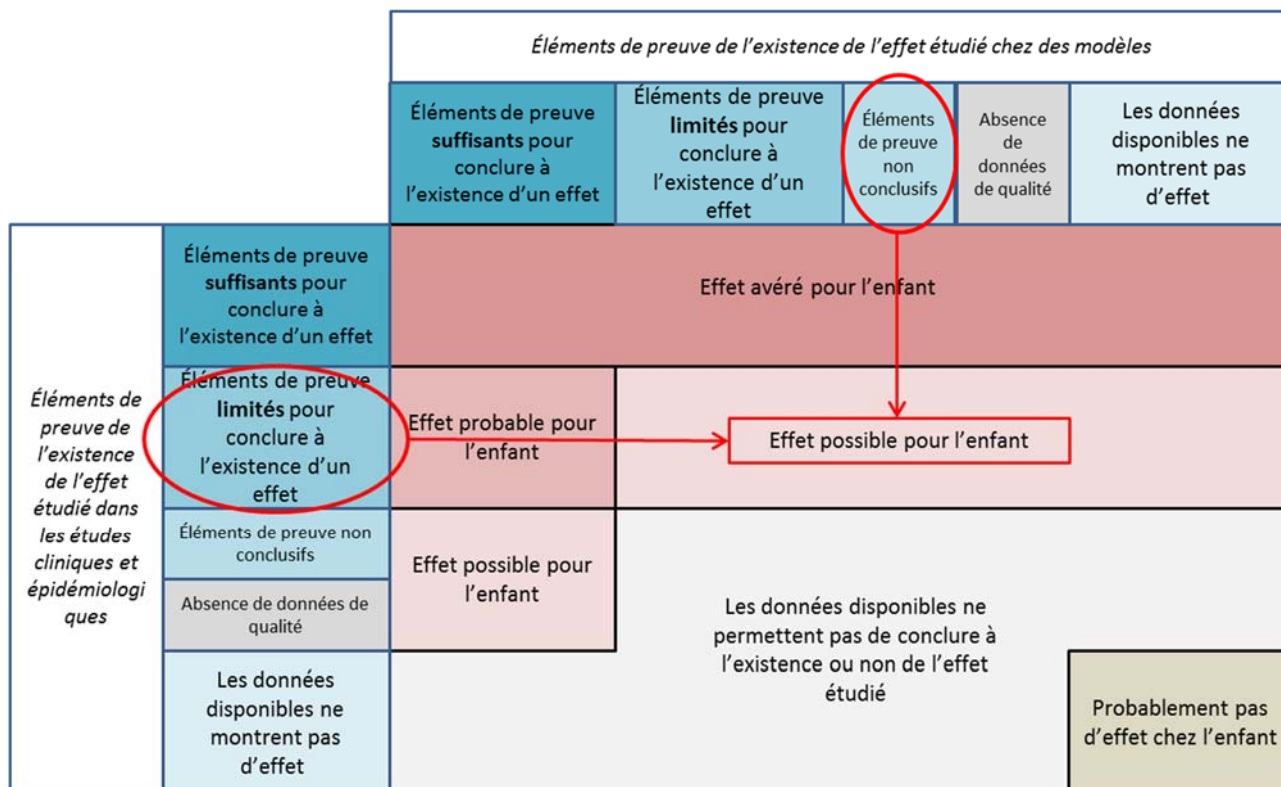 Éléments de preuve de l'existence de l'effet étudié chez des modèles
Éléments de preuve
suffisants pour
conclure à
l'existence d'un effet
Éléments de preuve
limités pour
conclure à
l'existence d'un
effet
Éléments
de preuve
non
conclusifs
Absence
de
données
de qualité
Les données
disponibles ne
montrent pas
d'effet
Éléments de
preuve de
l'existence
de l'effet
étudié dans
les études
cliniques et
épidémiologi
ques
Éléments de preuve
suffisants pour
conclure à
l'existence d'un effet
Effet avéré pour l'enfant
Éléments de preuve
limités pour
conclure à
l'existence d'un
effet
Effet probable pour
l'enfant
Effet possible pour l'enfant
Éléments de preuve non
conclusifs
Effet possible pour
l'enfant
Absence de données de
qualité
Les données disponibles ne
permettent pas de conclure à
l'existence ou non de l'effet
étudié
Les données
disponibles ne
montrent pas
d'effet
Probablement pas
d'effet chez l'enfant